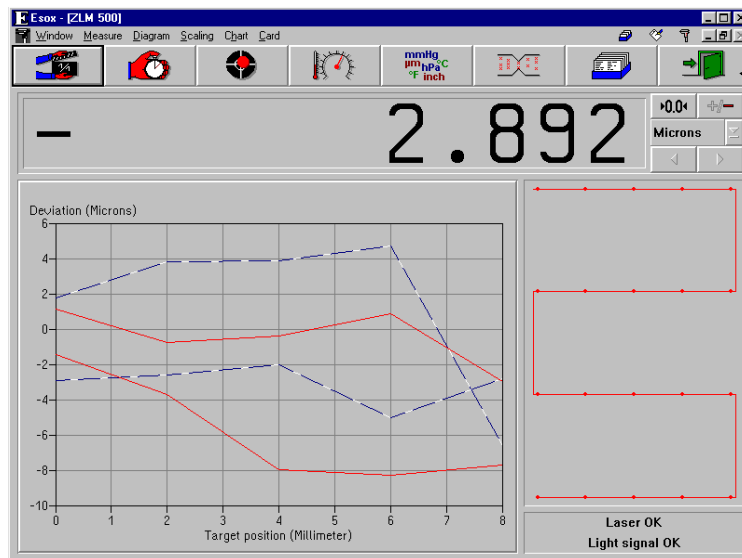 Esox - [ZLM 500]
Window Measure Diagram Scaling Chart Card
mmHg
µm hPa °C
°F inch
- 2.892
0.0
+/-
Microns
Deviation (Microns)
6
4
2
0
-2
-4
-6
-8
-10
0 1 2 3 4 5 6 7 8
Target position (Millimeter)
Laser OK
Light signal OK